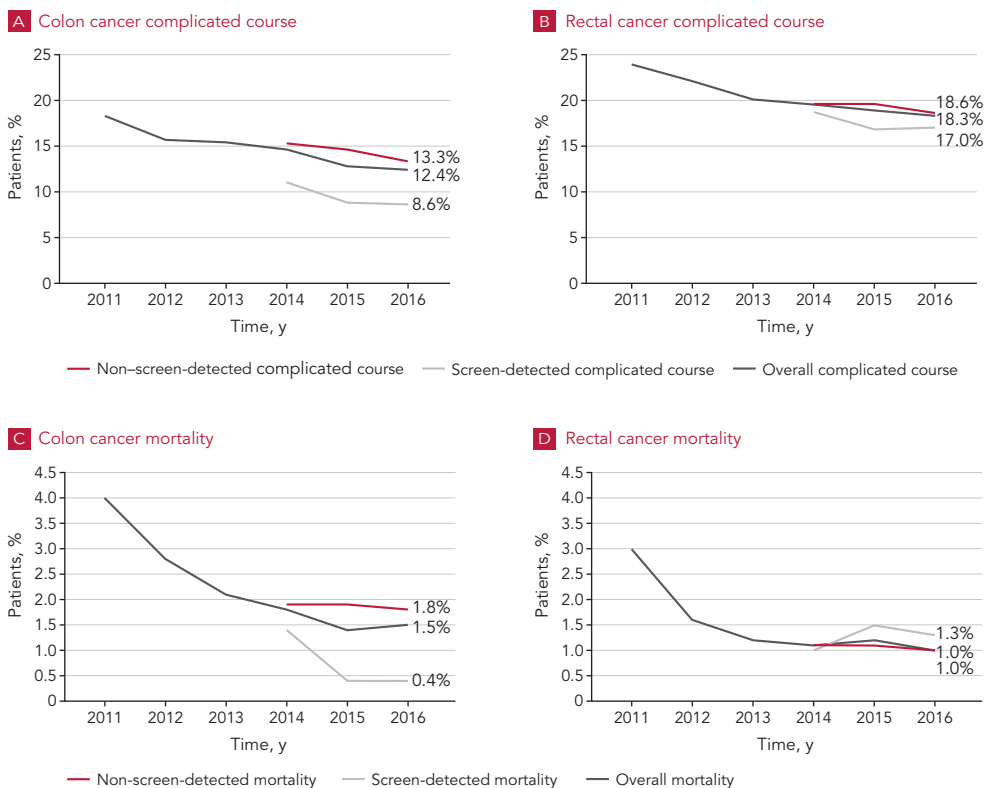 A Colon cancer complicated course
25
20
15
10
5
0
Patients, %
13.3%
12.4%
8.6%
2011 2012 2013 2014 2015 2016
Time, y
B Rectal cancer complicated course
25
20
15
10
5
0
Patients, %
18.6%
18.3%
17.0%
2011 2012 2013 2014 2015 2016
Time, y
Non–screen-detected complicated course Screen-detected complicated course Overall complicated course
C Colon cancer mortality
4.5
4.0
3.5
3.0
2.5
2.0
1.5
1.0
0.5
0
Patients, %
1.8%
1.5%
0.4%
2011 2012 2013 2014 2015 2016
Time, y
D Rectal cancer mortality
4.5
4.0
3.5
3.0
2.5
2.0
1.5
1.0
0.5
0
Patients, %
1.3%
1.0%
1.0%
2011 2012 2013 2014 2015 2016
Time, y
Non-screen-detected mortality Screen-detected mortality Overall mortality